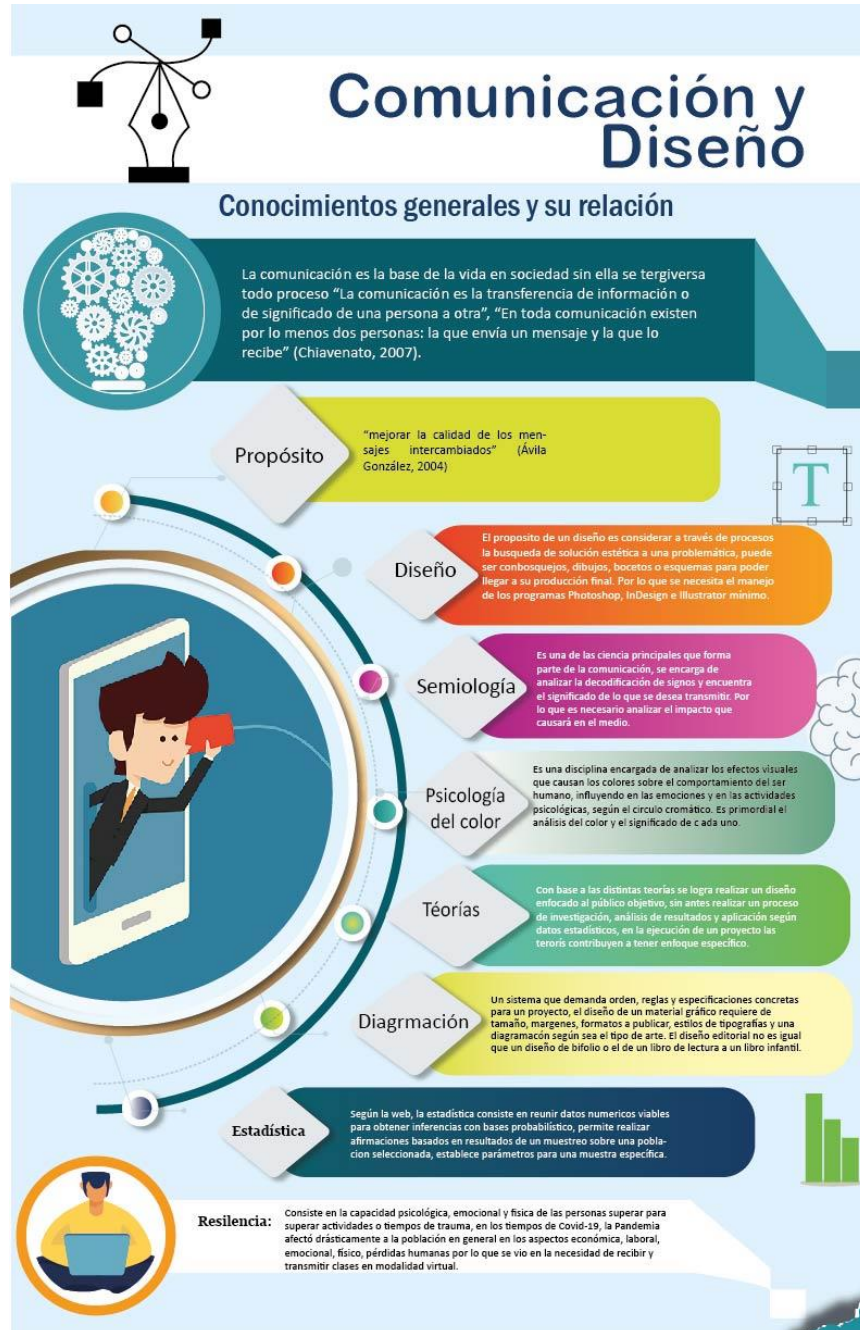 Comunicación y
Diseño
Conocimientos generales y su relación
La comunicación es la base de la vida en sociedad sin ella se tergiversa
todo proceso “La comunicación es la transferencia de información o
de significado de una persona a otra”, “En toda comunicación existen
por lo menos dos personas: la que envía un mensaje y la que lo
recibe” (Chiavenato, 2007).
Propósito
“mejorar la calidad de los men-
sajes intercambiados” (Ávila
González, 2004)
T
Diseño
El proposito de un diseño es considerar a través de procesos
la busqueda de solución estética a una problemática, puede
ser conbosquejos, dibujos, bocetos o esquemas para poder
llegar a su producción final. Por lo que se necesita el manejo
de los programas Photoshop, InDesign e Illustrator mínimo.
Semiología
Es una de las ciencia principales que forma
parte de la comunicación, se encarga de
analizar la decodificación de signos y encuentra
el significado de lo que se desea transmitir. Por
lo que es necesario analizar el impacto que
causará en el medio.
Psicología
del color
Es una disciplina encargada de analizar los efectos visuales
que causan los colores sobre el comportamiento del ser
humano, influyendo en las emociones y en las actividades
psicológicas, según el circulo cromático. Es primordial el
análisis del color y el significado de c ada uno.
Téorías
Con base a las distintas teorías se logra realizar un diseño
enfocado al público objetivo, sin antes realizar un proceso
de investigación, análisis de resultados y aplicación según
datos estadísticos, en la ejecución de un proyecto las
terorís contribuyen a tener enfoque específico.
Diagrmación
Un sistema que demanda orden, reglas y especificaciones concretas
para un proyecto, el diseño de un material gráfico requiere de
tamaño, margenes, formatos a publicar, estilos de tipografías y una
diagramacón según sea el tipo de arte. El diseño editorial no es igual
que un diseño de bifolio o el de un libro de lectura a un libro infantil.
Estadística
Según la web, la estadística consiste en reunir datos numericos viables
para obtener inferencias con bases probabilístico, permite realizar
afirmaciones basados en resultados de un muestreo sobre una pobla-
cion seleccionada, establece parámetros para una muestra específica.
Resilencia:
Consiste en la capacidad psicológica, emocional y física de las personas superar para
superar actividades o tiempos de trauma, en los tiempos de Covid-19, la Pandemia
afectó drásticamente a la población en general en los aspectos económica, laboral,
emocional, físico, pérdidas humanas por lo que se vio en la necesidad de recibir y
transmitir clases en modalidad virtual.